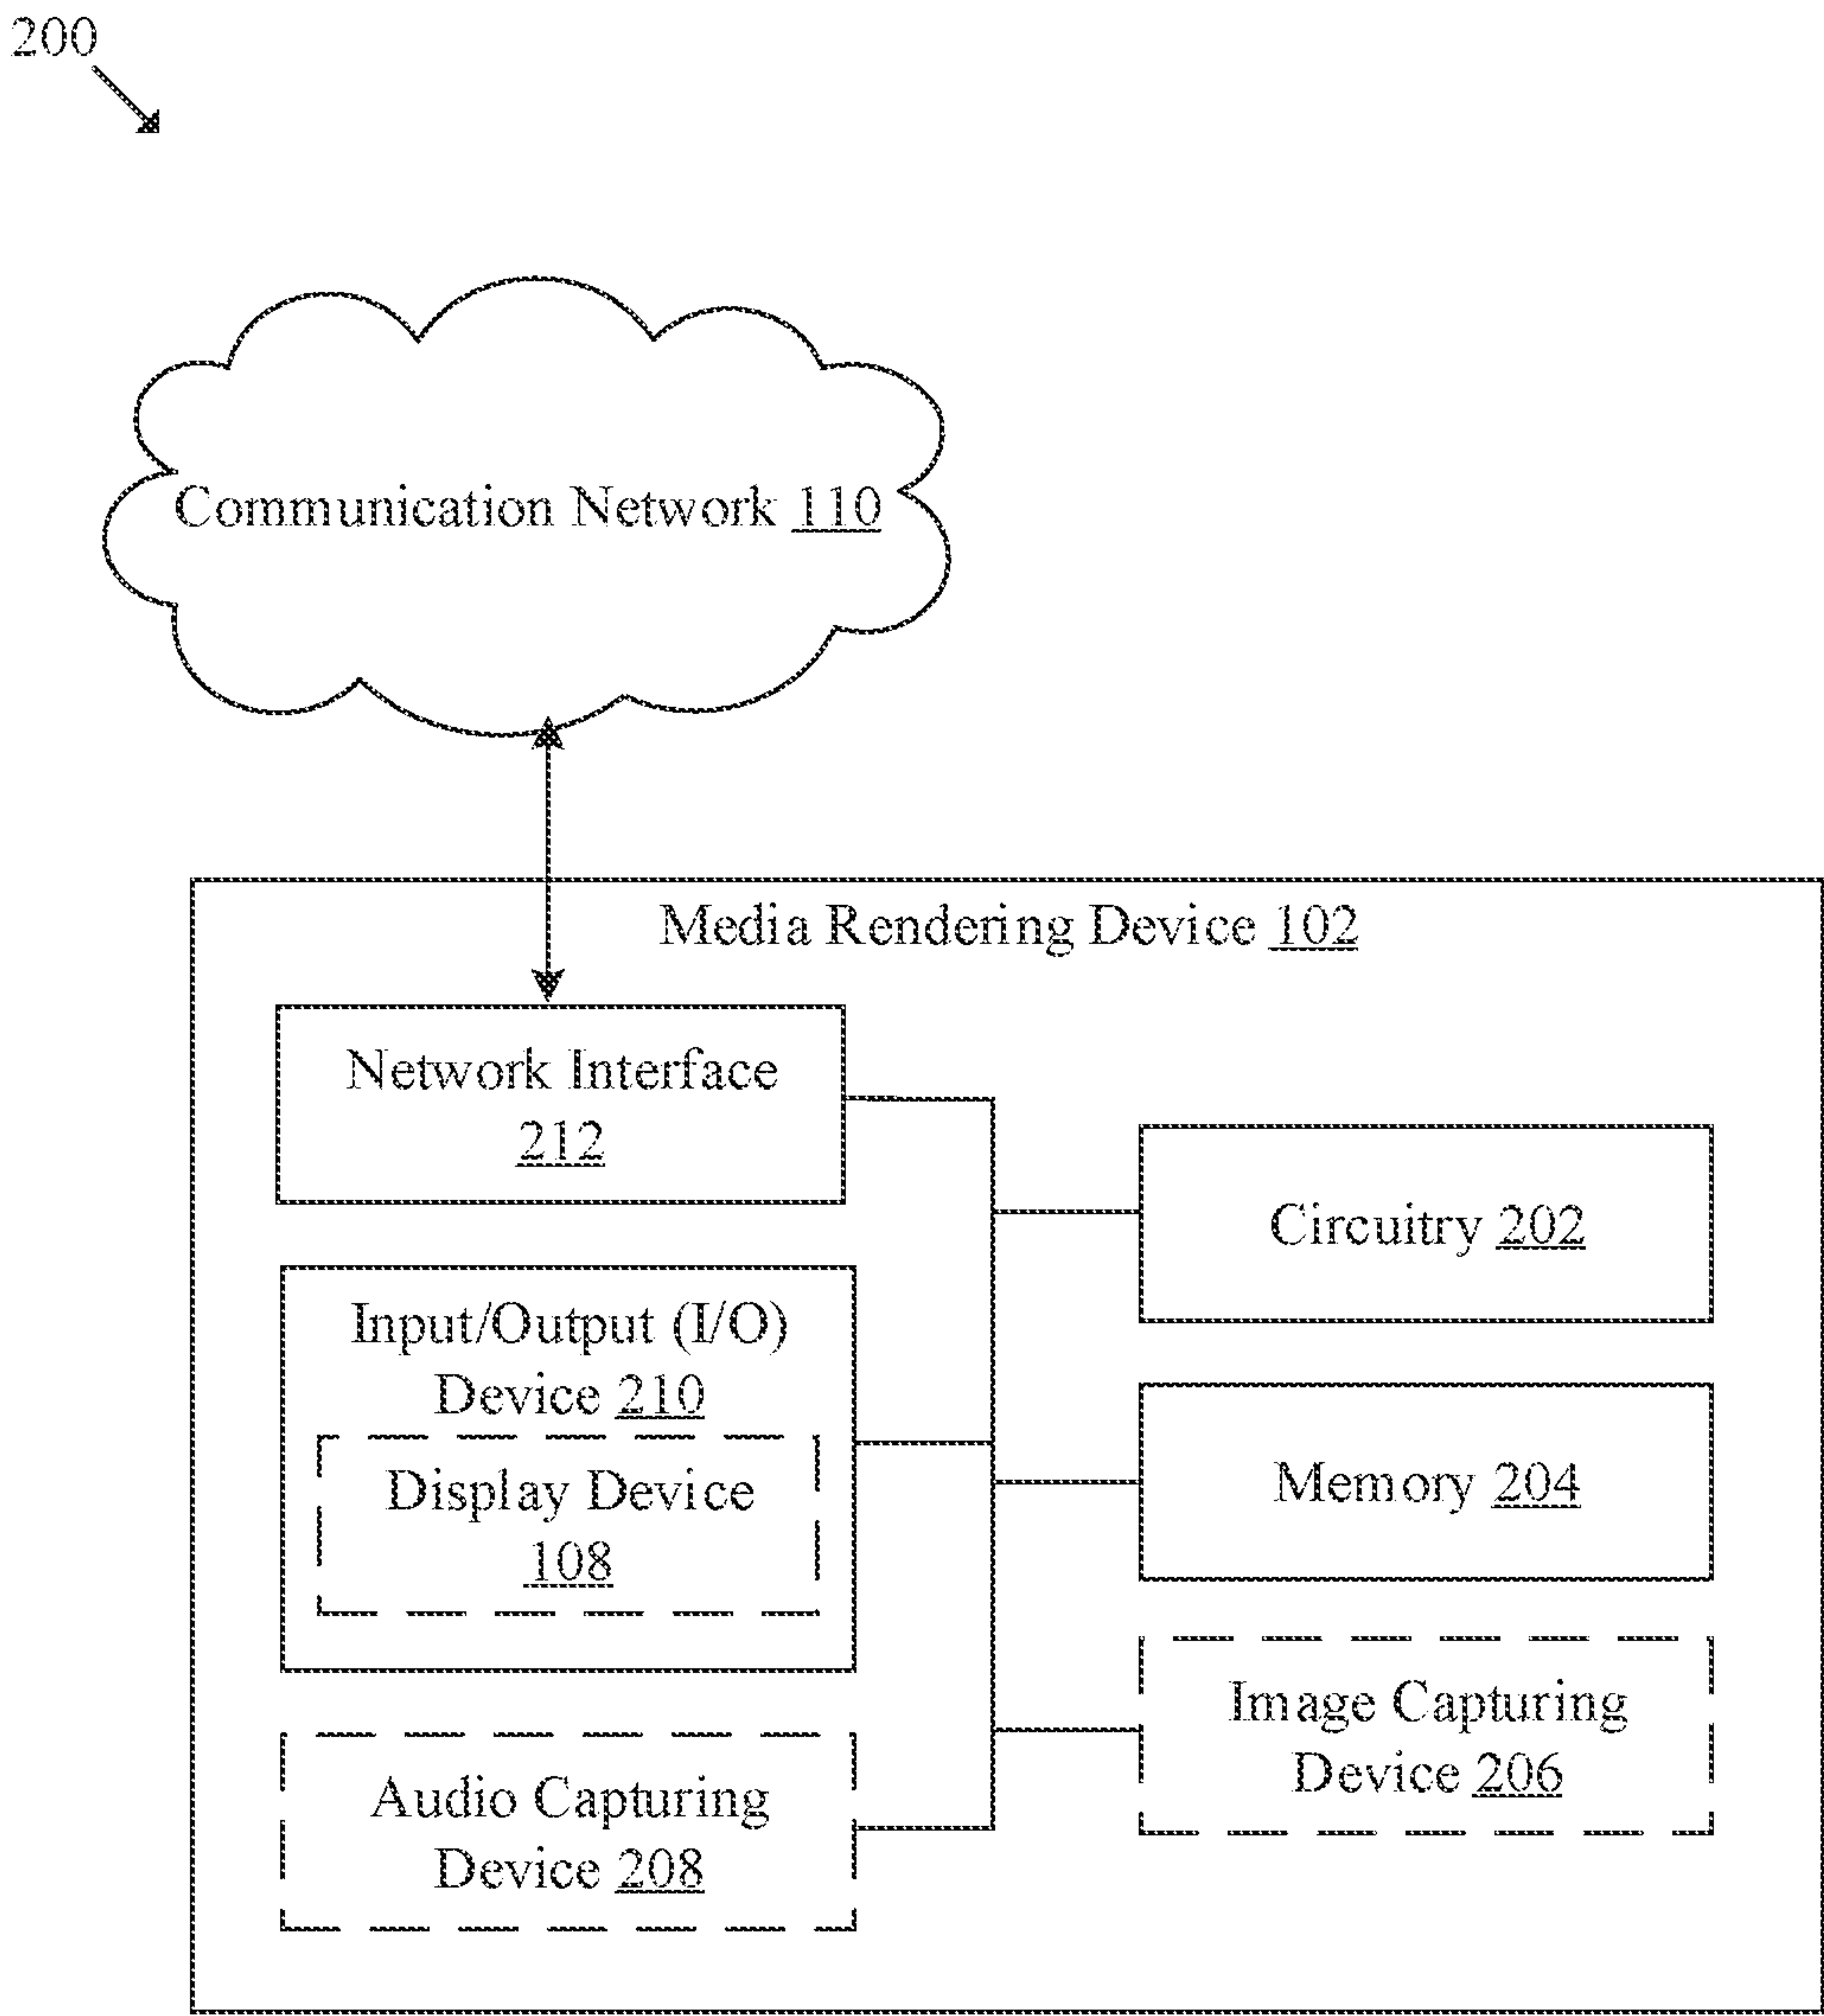 200
Communication Network 110
Media Rendering Device 102
Network Interface
212
Circuitry 202
Input/Output (I/O)
Device 210
Display Device
108
Memory 204
Image Capturing
Device 206
Audio Capturing
Device 208